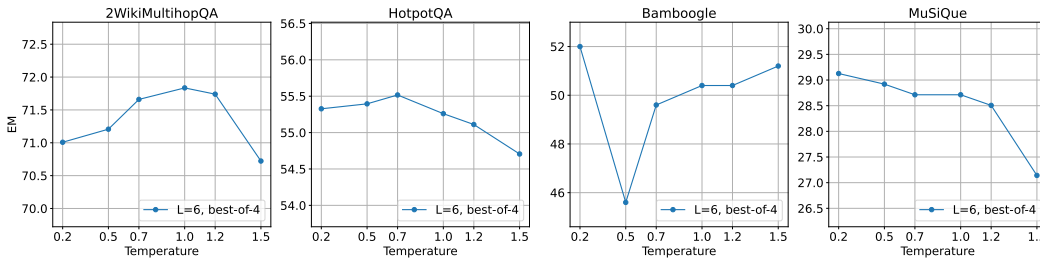 2WikiMultihopQA
EM
72.5
72.0
71.5
71.0
70.5
70.0
0.2 0.5 0.7 1.0 1.2 1.5
Temperature
L=6, best-of-4
HotpotQA
56.5
56.0
55.5
55.0
54.5
54.0
0.2 0.5 0.7 1.0 1.2 1.5
Temperature
L=6, best-of-4
Bamboogle
52
50
48
46
0.2 0.5 0.7 1.0 1.2 1.5
Temperature
L=6, best-of-4
MuSiQue
30.0
29.5
29.0
28.5
28.0
27.5
27.0
26.5
0.2 0.5 0.7 1.0 1.2
Temperature
L=6, best-of-4